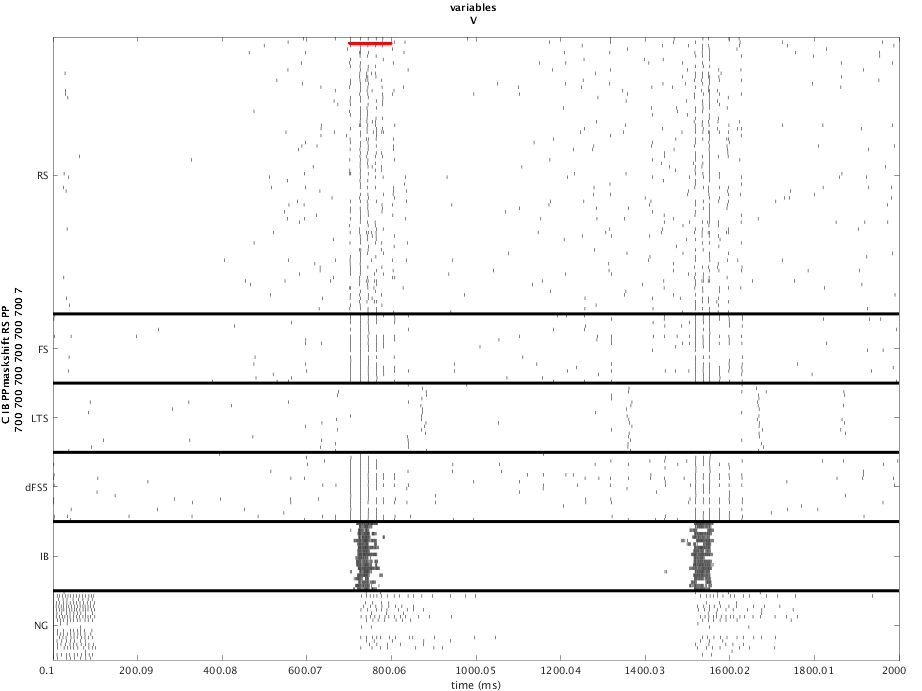 variables
V
C IB PPmaskshift RS PP
700 700 700 700 700 700 700 7
RS
FS
LTS
dFS5
IB
NG
0.1 200.09 400.08 600.07 800.06 1000.05 1200.04 1400.03 1600.02 1800.01 2000
time (ms)